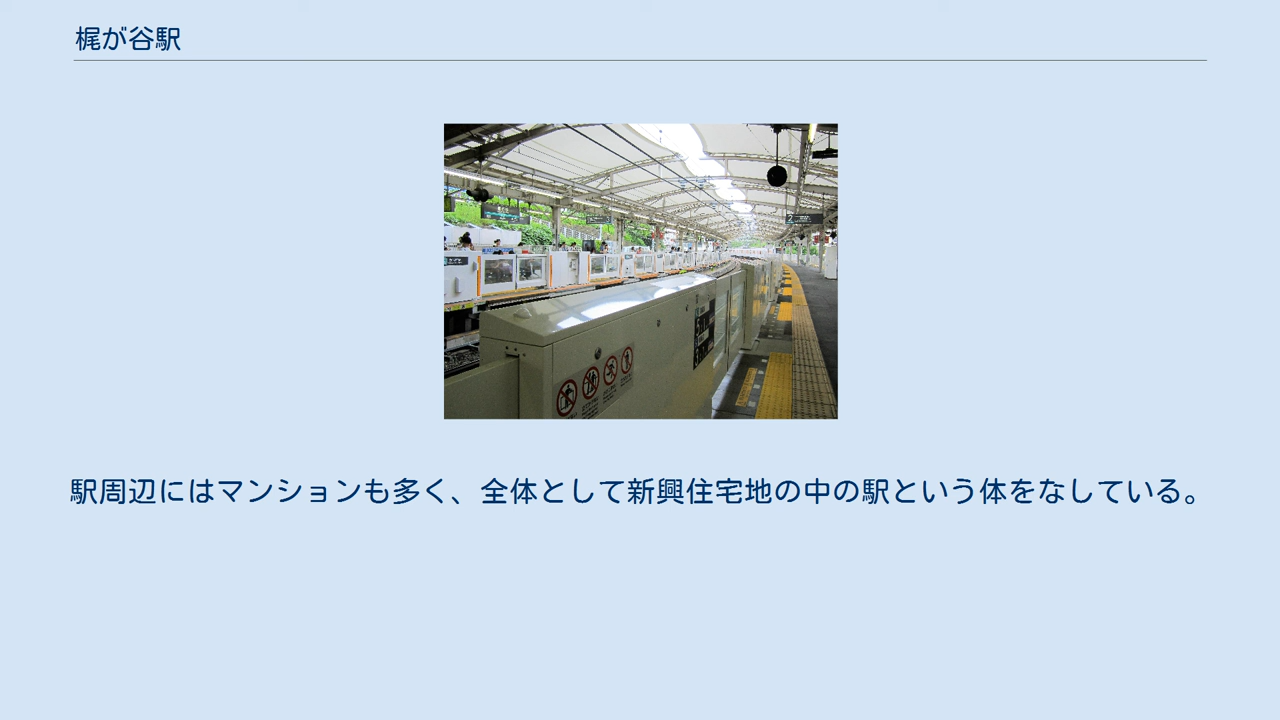 梶が谷駅
2
駅周辺にはマンションも多く、全体として新興住宅地の中の駅という体をなしている。